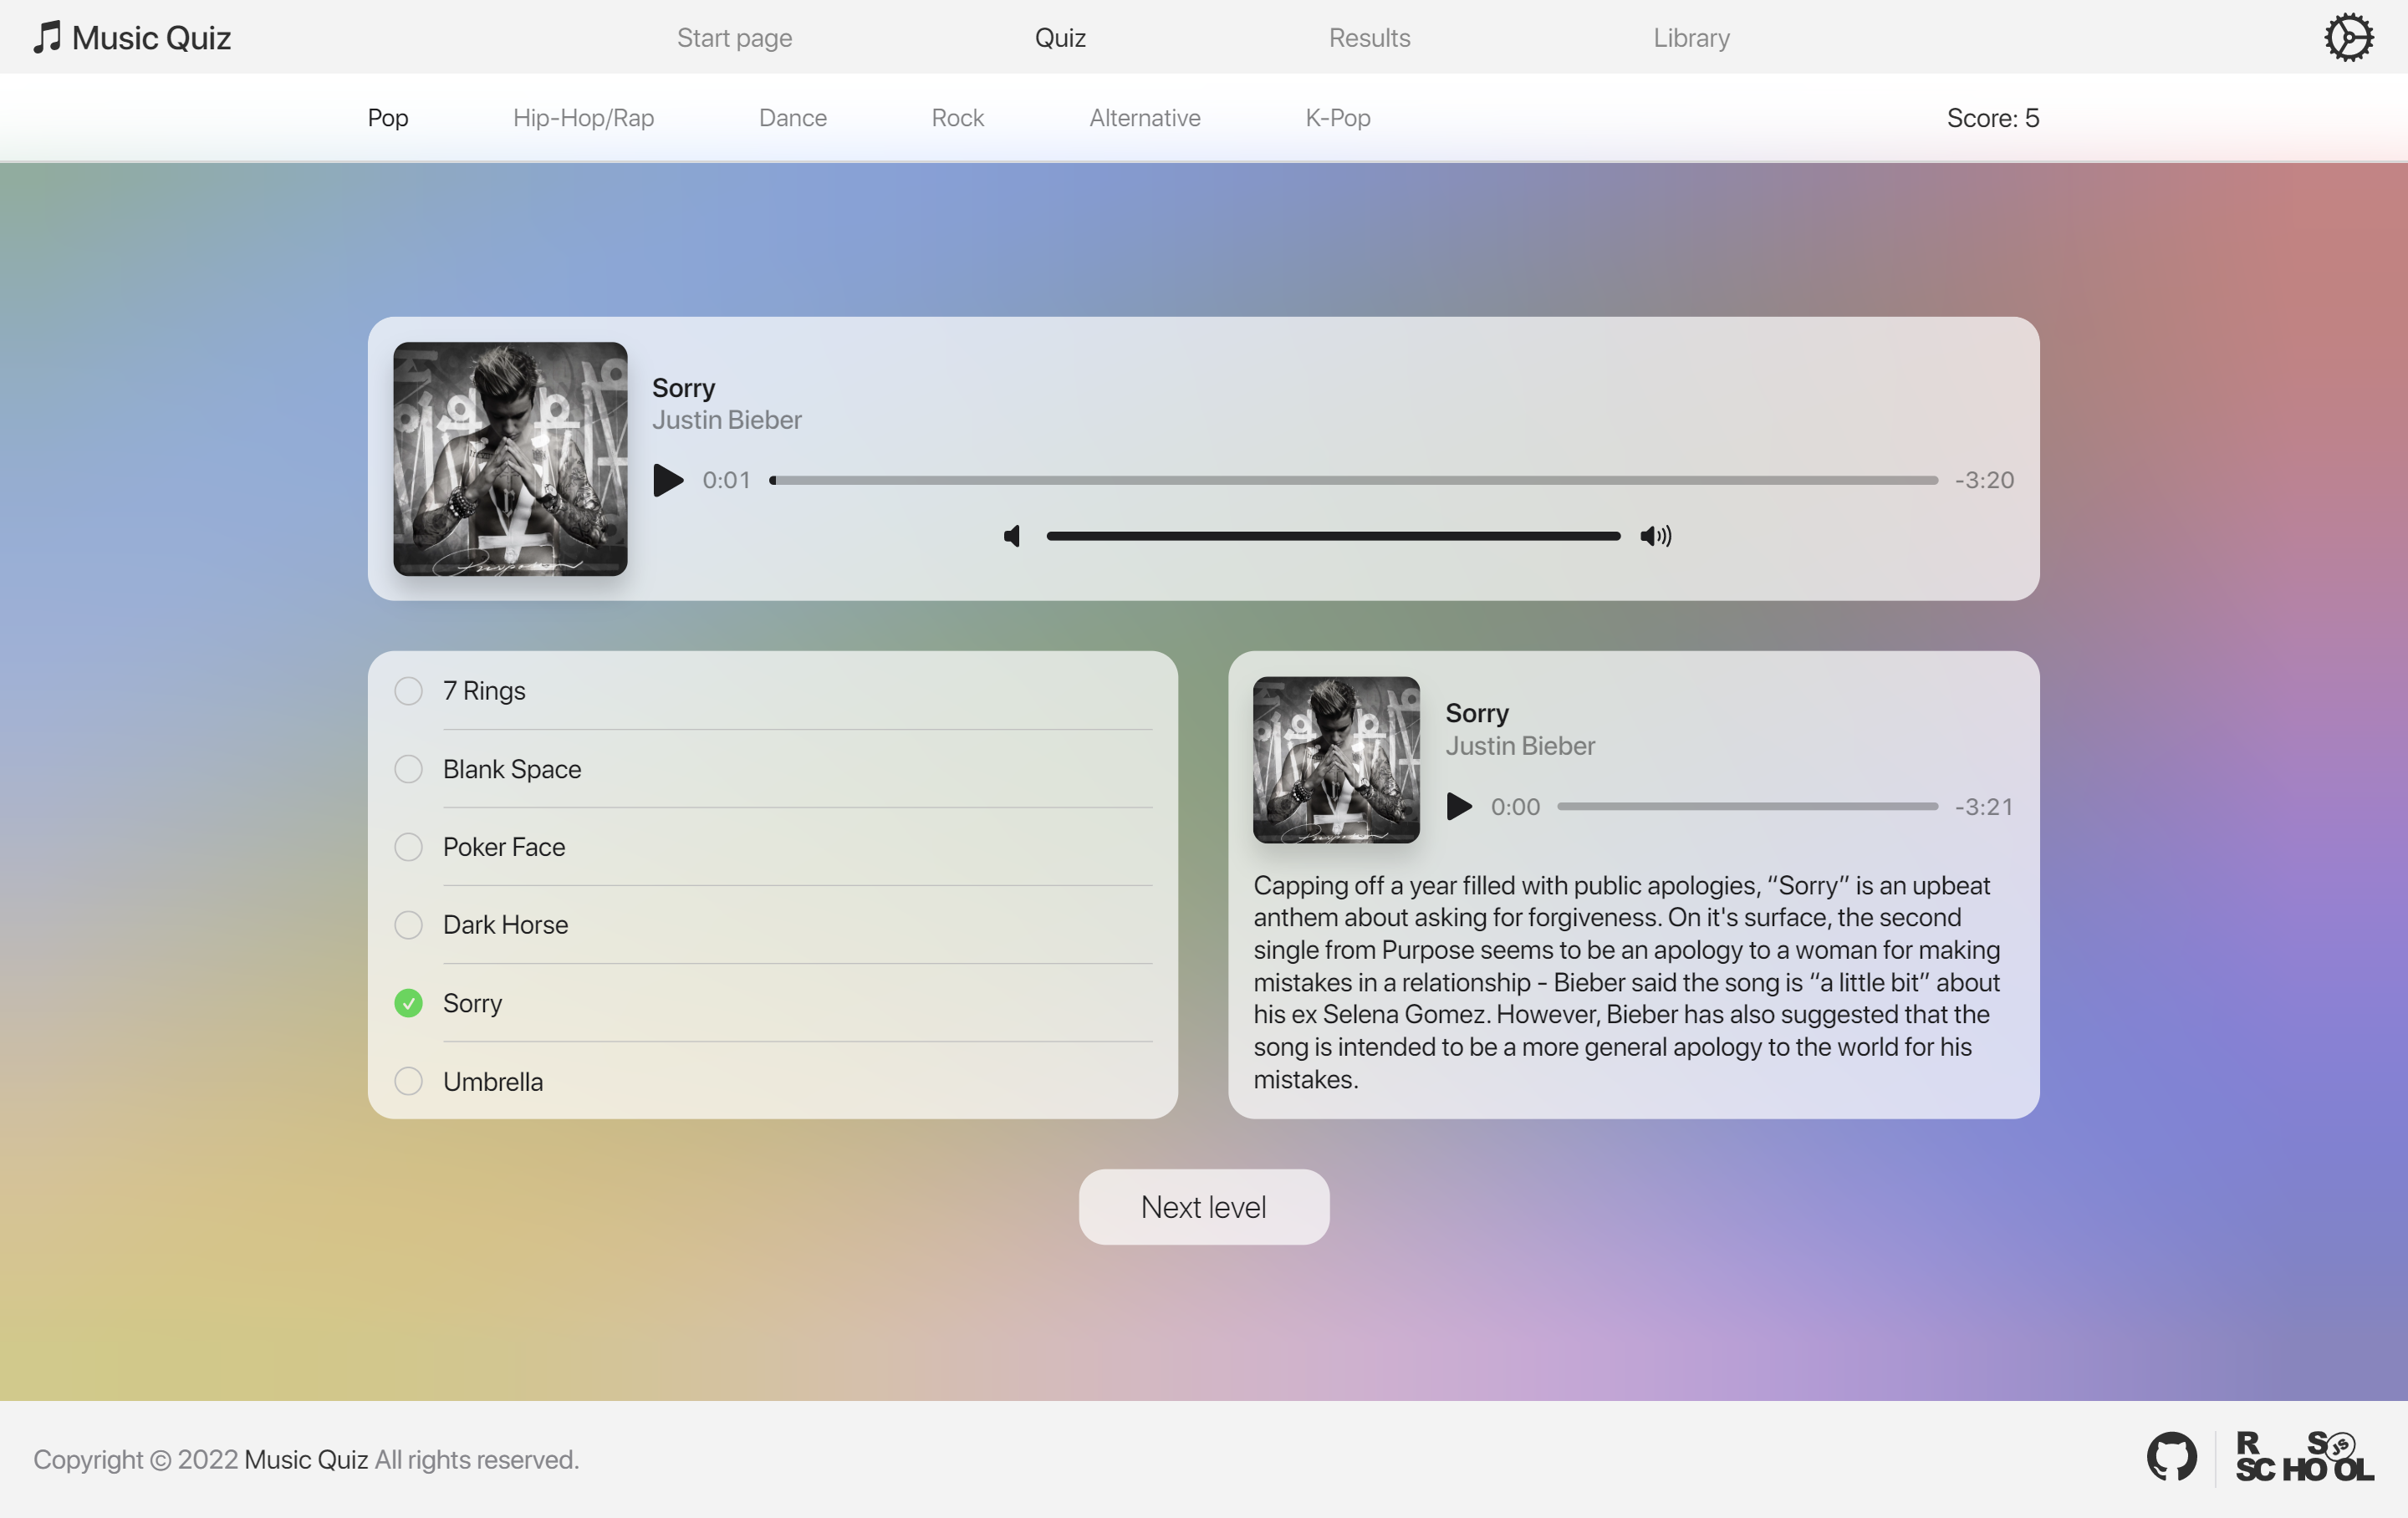 Music Quiz
Start page
Quiz
Results
Library
Pop
Hip-Hop/Rap
Dance
Rock
Alternative
K-Pop
Score: 5
Sorry
Justin Bieber
0:01
-3:20
Purpose
7 Rings
Blank Space
Poker Face
Dark Horse
Sorry
Umbrella
Sorry
Justin Bieber
0:00
-3:21
Purpose
Capping off a year filled with public apologies, “Sorry” is an upbeat
anthem about asking for forgiveness. On it's surface, the second
single from Purpose seems to be an apology to a woman for making
mistakes in a relationship - Bieber said the song is “a little bit” about
his ex Selena Gomez. However, Bieber has also suggested that the
song is intended to be a more general apology to the world for his
mistakes.
Next level
Copyright © 2022 Music Quiz All rights reserved.
R S JS
SCHOOL